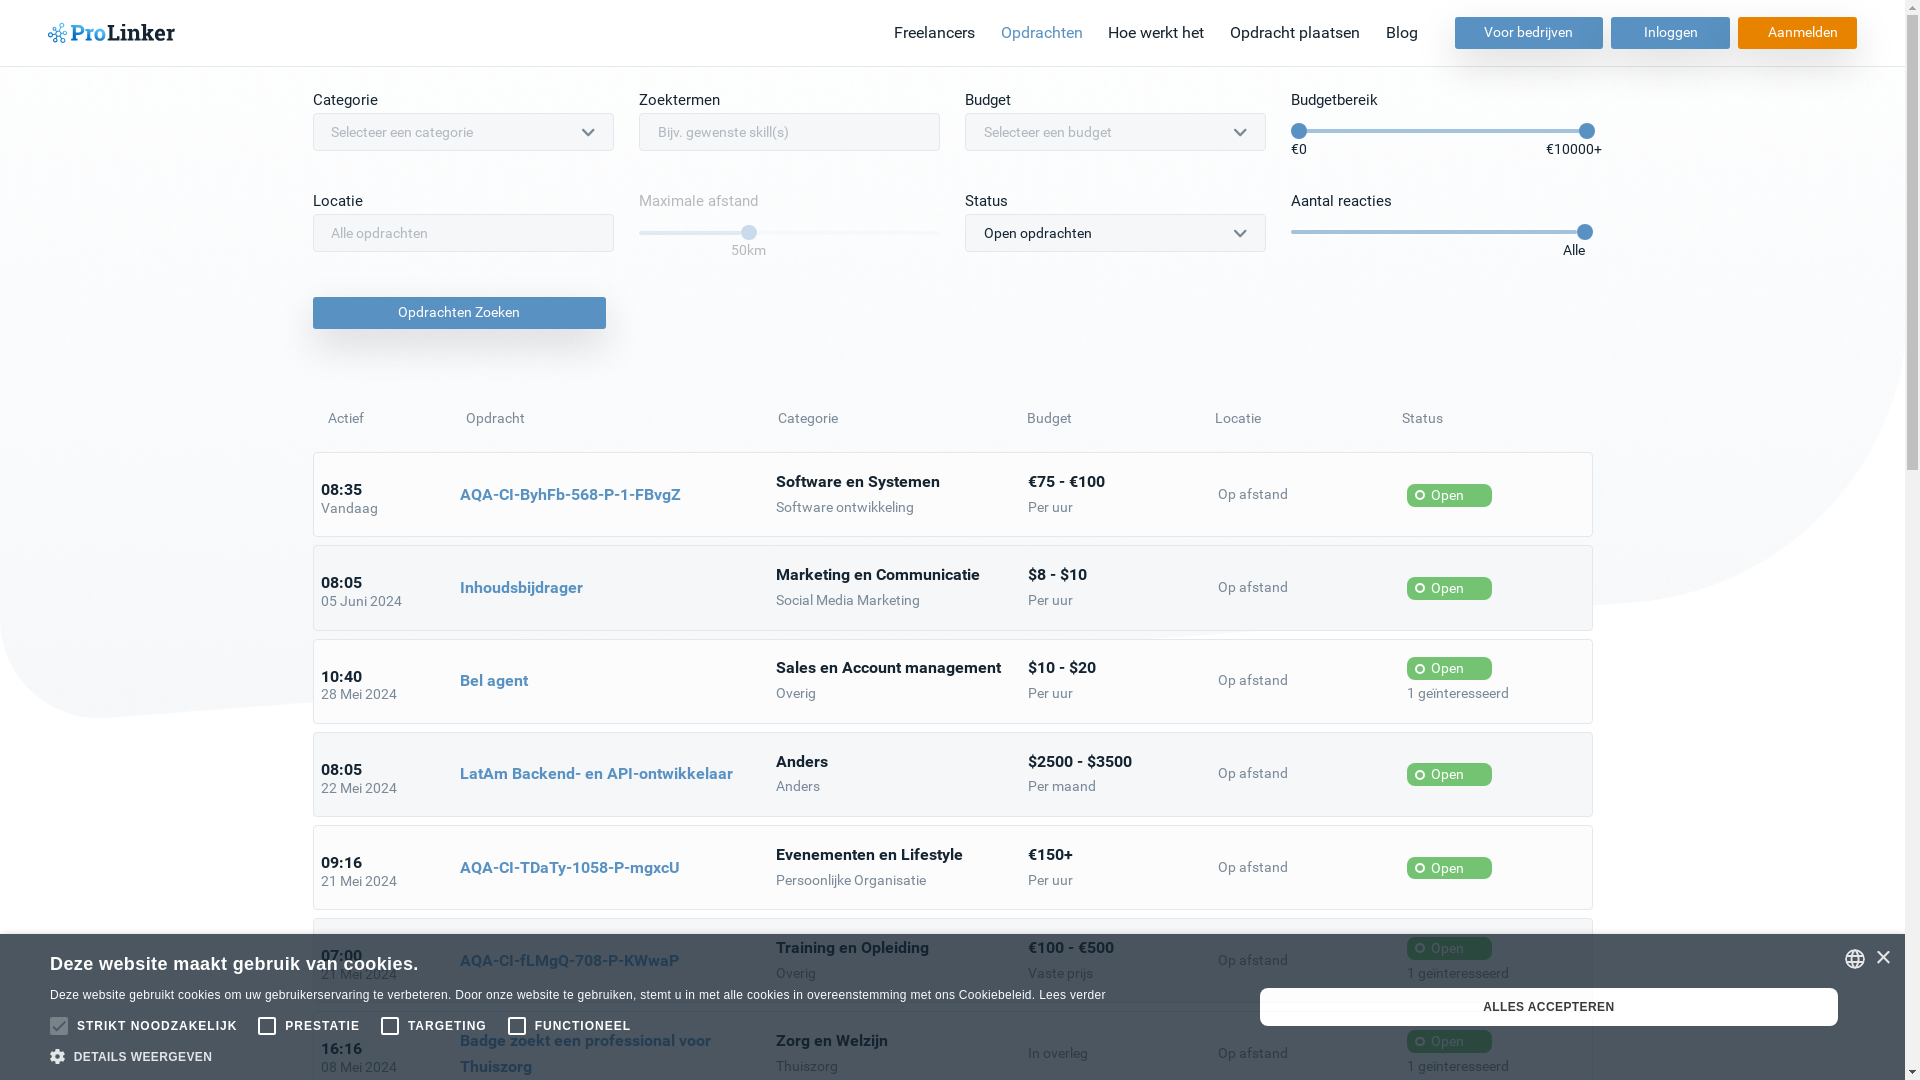 ProLinker
Freelancers Opdrachten Hoe werkt het Opdracht plaatsen Blog Voor bedrijven Inloggen Aanmelden
Categorie Zoektermen Budget Budgetbereik
Selecteer een categorie Bijv. gewenste skill(s) Selecteer een budget
€0 €10000+
Locatie Maximale afstand Status Aantal reacties
Alle opdrachten Open opdrachten
50km Alle
Opdrachten Zoeken
Actief Opdracht Categorie Budget Locatie Status
08:35 AQA-CI-ByhFb-568-P-1-FBvgZ Software en Systemen €75 - €100 Op afstand Open
Vandaag Software ontwikkeling Per uur
08:05 Inhoudsbijdrager Marketing en Communicatie $8 - $10 Op afstand Open
05 Juni 2024 Social Media Marketing Per uur
10:40 Bel agent Sales en Account management $10 - $20 Op afstand Open
28 Mei 2024 Overig Per uur 1 geïnteresseerd
08:05 LatAm Backend- en API-ontwikkelaar Anders $2500 - $3500 Op afstand Open
22 Mei 2024 Anders Per maand
09:16 AQA-CI-TDaTy-1058-P-mgxcU Evenementen en Lifestyle €150+ Op afstand Open
21 Mei 2024 Persoonlijke Organisatie Per uur
07:00 AQA-CI-fLMgQ-708-P-KWwaP Training en Opleiding €100 - €500 Op afstand Open
21 Mei 2024 Overig Vaste prijs 1 geïnteresseerd
Deze website maakt gebruik van cookies.
Deze website gebruikt cookies om uw gebruikerservaring te verbeteren. Door onze website te gebruiken, stemt u in met alle cookies in overeenstemming met ons Cookiebeleid. Lees verder
ALLES ACCEPTEREN
STRIKT NOODZAKELIJK PRESTATIE TARGETING FUNCTIONEEL
16:16 Badge zoekt een professional voor Zorg en Welzijn In overleg Op afstand Open
08 Mei 2024 Thuiszorg Thuiszorg 1 geïnteresseerd
DETAILS WEERGEVEN